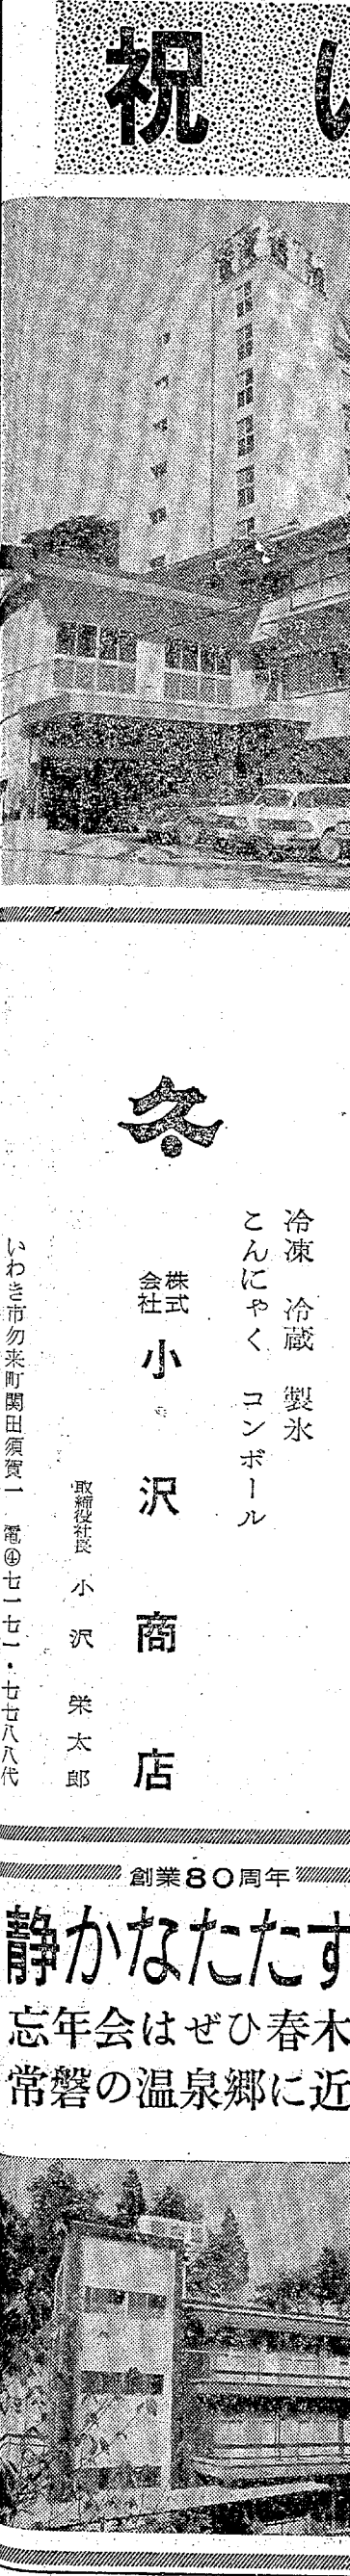 祝 い
冬
冷凍 冷蔵 製氷
こんにゃく コンボール
株式会社 小沢商店
取締役社長 小沢 栄太郎
いわき市勿来町関田須賀一 電④七一七一・七七八八代
創業80周年
静かなたたす
忘年会はぜひ春木
常磐の温泉郷に近